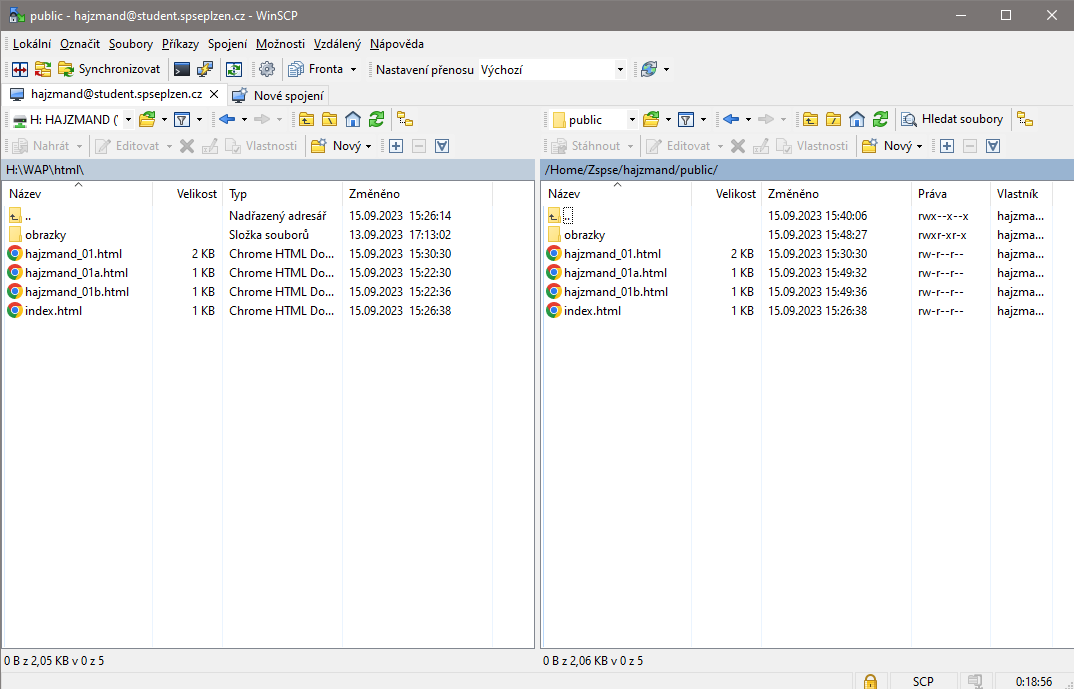 public - hajzmand@student.spseplzen.cz - WinSCP
Lokální Označit Soubory Příkazy Spojení Možnosti Vzdálený Nápověda
Synchronizovat Fronta Nastavení přenosu Výchozí
hajzmand@student.spseplzen.cz Nové spojení
H: HAJZMAND (' public Hledat soubory
Nahrát Editovat Vlastnosti Nový Stáhnout Editovat Vlastnosti Nový
H:\WAP\html\ /Home/Zspse/hajzmand/public/
Název Velikost Typ Změněno Název Velikost Změněno Práva Vlastník
.. Nadřazený adresář 15.09.2023 15:26:14 .. 15.09.2023 15:40:06 rwx--x--x hajzma...
obrazky Složka souborů 13.09.2023 17:13:02 obrazky 15.09.2023 15:48:27 rwxr-xr-x hajzma...
hajzmand_01.html 2 KB Chrome HTML Do... 15.09.2023 15:30:30 hajzmand_01.html 2 KB 15.09.2023 15:30:30 rw-r--r-- hajzma...
hajzmand_01a.html 1 KB Chrome HTML Do... 15.09.2023 15:22:30 hajzmand_01a.html 1 KB 15.09.2023 15:49:32 rw-r--r-- hajzma...
hajzmand_01b.html 1 KB Chrome HTML Do... 15.09.2023 15:22:36 hajzmand_01b.html 1 KB 15.09.2023 15:49:36 rw-r--r-- hajzma...
index.html 1 KB Chrome HTML Do... 15.09.2023 15:26:38 index.html 1 KB 15.09.2023 15:26:38 rw-r--r-- hajzma...
0 B z 2,05 KB v 0 z 5 0 B z 2,06 KB v 0 z 5
SCP 0:18:56